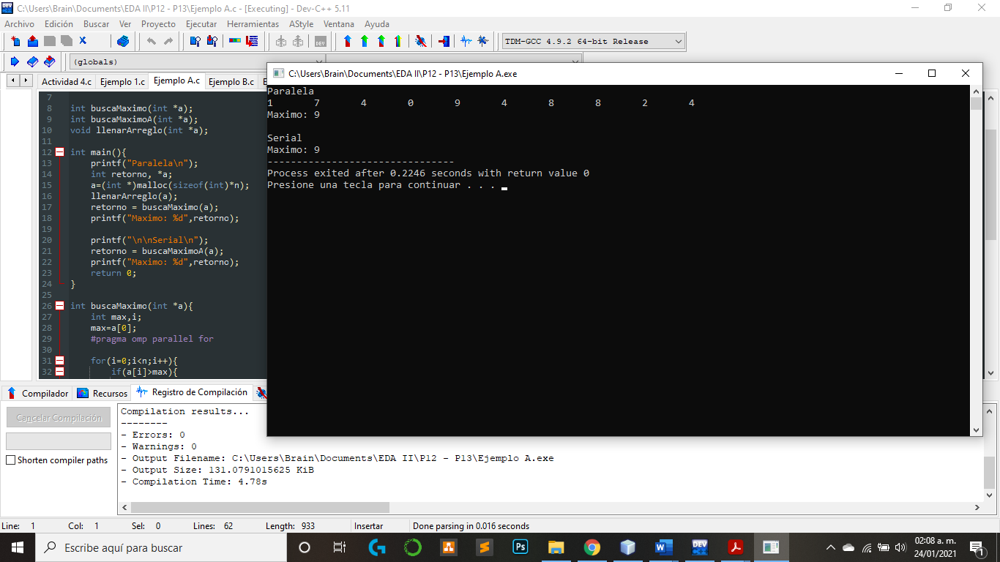 C:\Users\Brain\Documents\EDA II\P12 - P13\Ejemplo A.c - [Executing] - Dev-C++ 5.11
Archivo Edición Buscar Ver Proyecto Ejecutar Herramientas AStyle Ventana Ayuda
TDM-GCC 4.9.2 64-bit Release
(globals)
Actividad 4.c Ejemplo 1.c Ejemplo A.c Ejemplo B.c E
7
8 int buscaMaximo(int *a);
9 int buscaMaximoA(int *a);
10 void llenarArreglo(int *a);
11
12 int main(){
13 printf("Paralela\n");
14 int retorno, *a;
15 a=(int *)malloc(sizeof(int)*n);
16 llenarArreglo(a);
17 retorno = buscaMaximo(a);
18 printf("Maximo: %d",retorno);
19
20 printf("\n\nSerial\n");
21 retorno = buscaMaximoA(a);
22 printf("Maximo: %d",retorno);
23 return 0;
24 }
25
26 int buscaMaximo(int *a){
27 int max,i;
28 max=a[0];
29 #pragma omp parallel for
30
31 for(i=0;i<n;i++){
32 if(a[i]>max){
C:\Users\Brain\Documents\EDA II\P12 - P13\Ejemplo A.exe
Paralela
1 7 4 0 9 4 8 8 2 4
Maximo: 9
Serial
Maximo: 9
--------------------------------
Process exited after 0.2246 seconds with return value 0
Presione una tecla para continuar . . .
Compilador Recursos Registro de Compilación
Cancelar Compilación
Shorten compiler paths
Compilation results...
--------
- Errors: 0
- Warnings: 0
- Output Filename: C:\Users\Brain\Documents\EDA II\P12 - P13\Ejemplo A.exe
- Output Size: 131.0791015625 KiB
- Compilation Time: 4.78s
Line: 1 Col: 1 Sel: 0 Lines: 62 Length: 933 Insertar Done parsing in 0.016 seconds
Escribe aquí para buscar
02:08 a. m.
24/01/2021